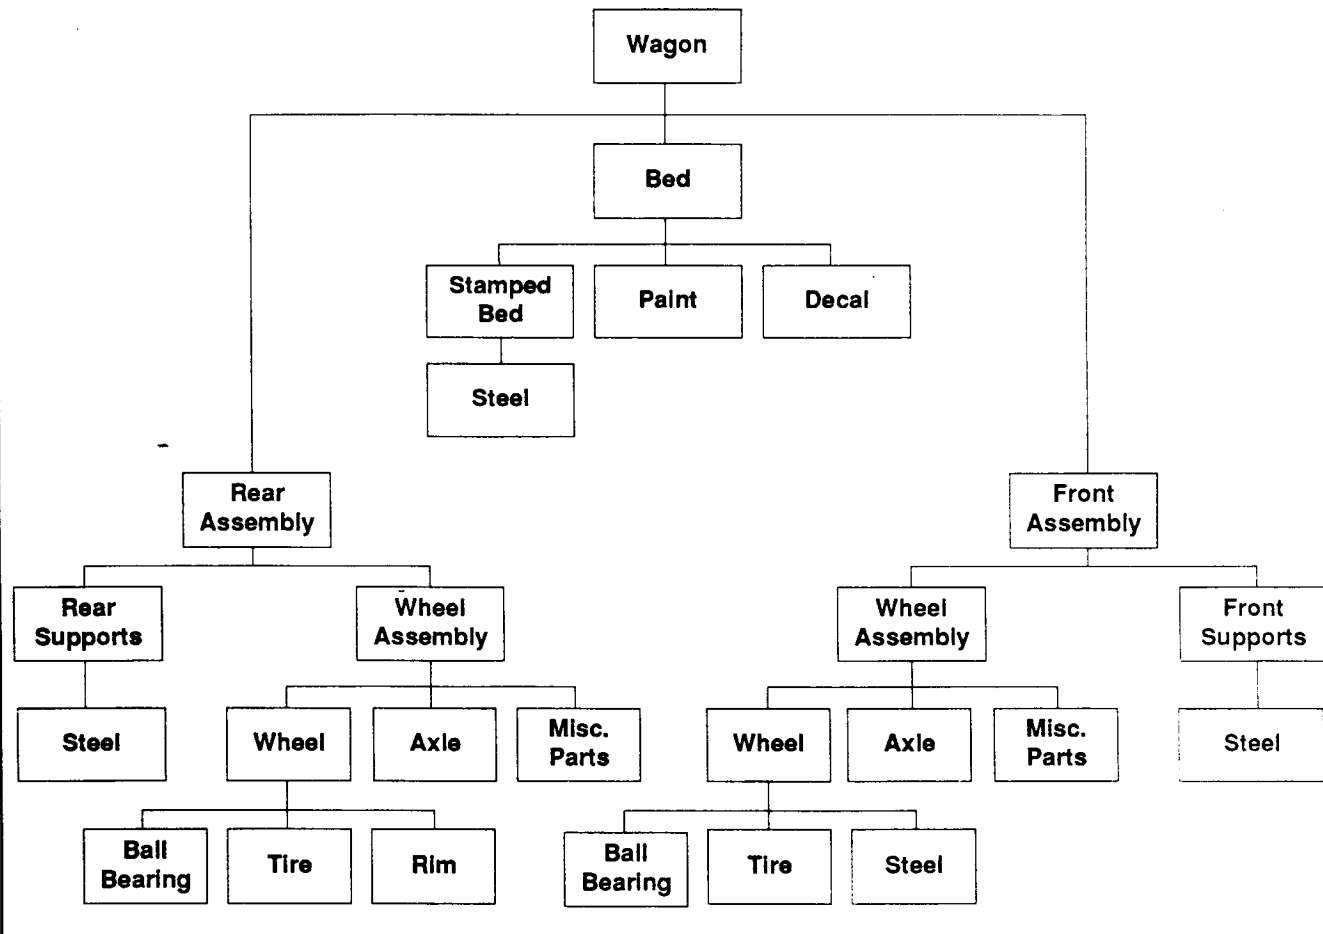 Wagon
Bed
Stamped
Bed
Paint
Decal
Steel
Rear
Assembly
Front
Assembly
Rear
Supports
Wheel
Assembly
Wheel
Assembly
Front
Supports
Steel
Wheel
Axle
Misc.
Parts
Wheel
Axle
Misc.
Parts
Steel
Ball
Bearing
Tire
Rim
Ball
Bearing
Tire
Steel